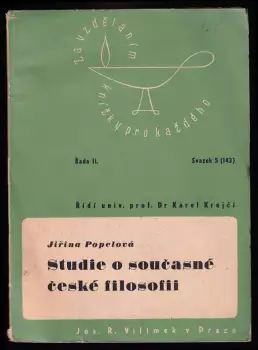 Za vzděláním
knížky pro každého
Řada II.
Svazek 5 (143)
Řídí univ. prof. Dr Karel Krejčí
Jiřina Popelová
Studie o současné
české filosofii
Jos. R. Vilímek v Praze